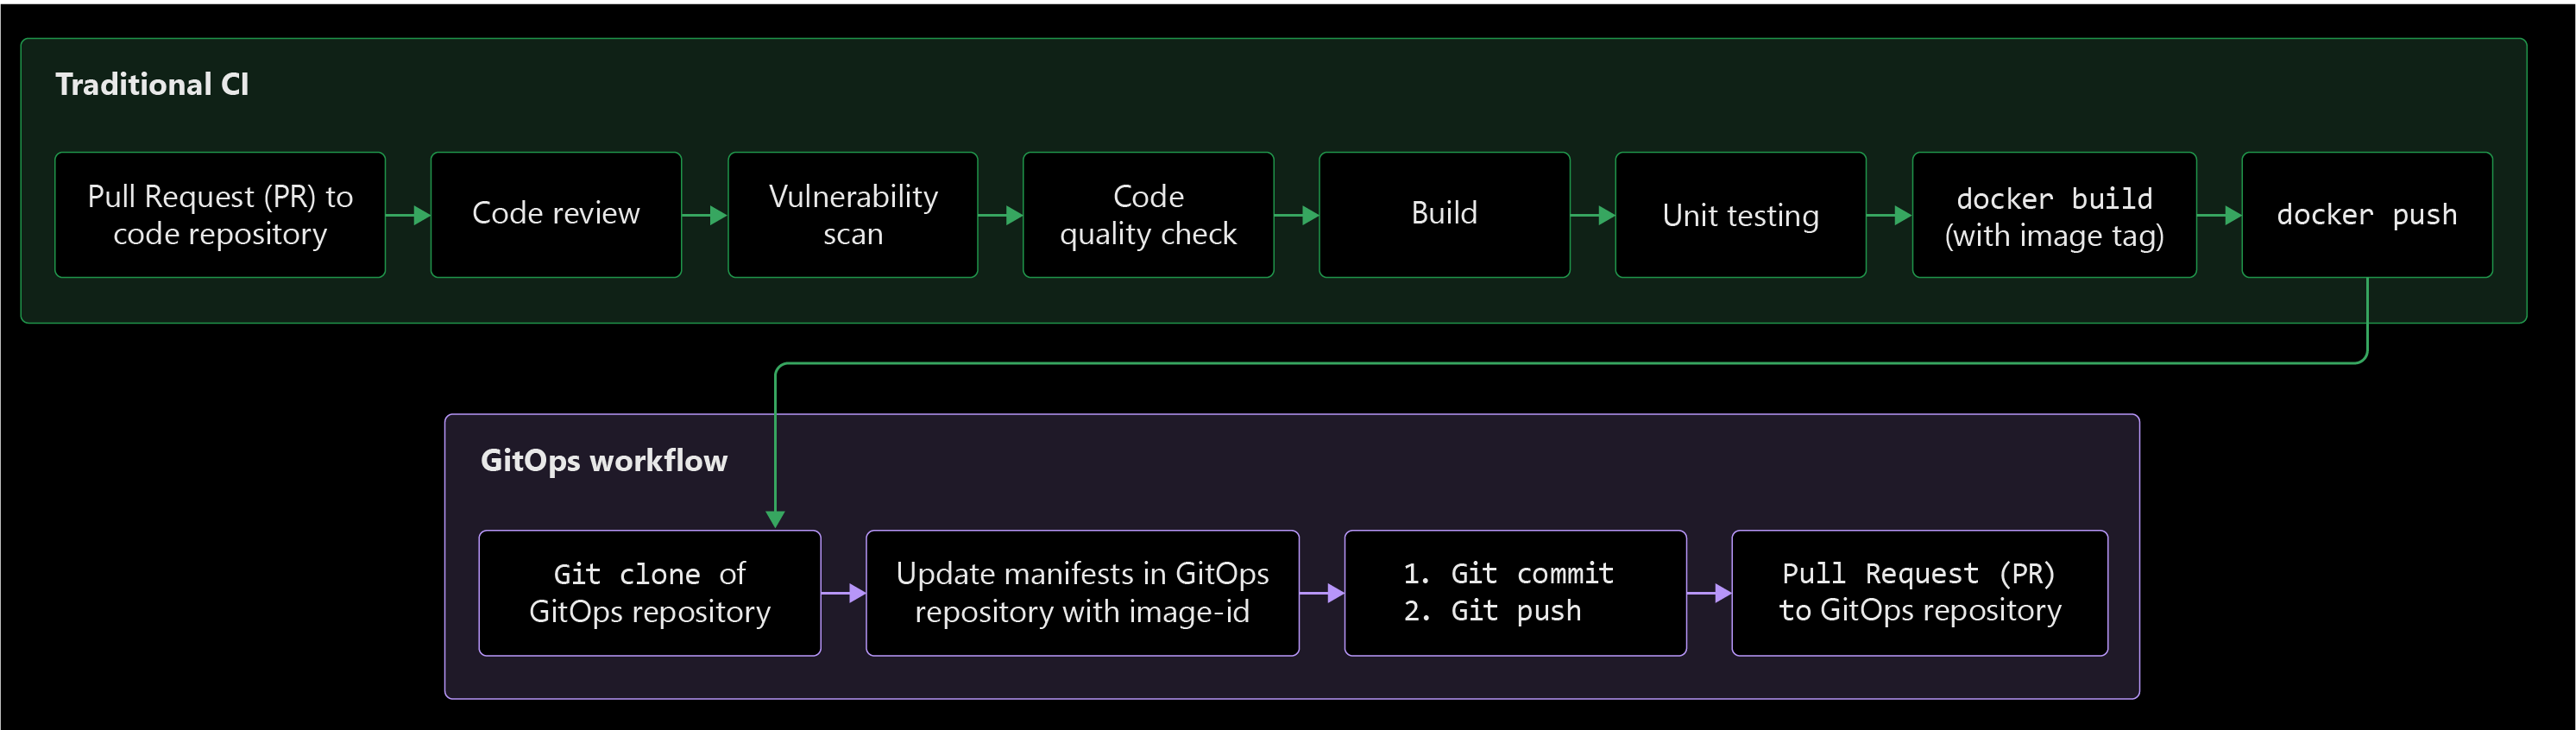 Traditional CI
Pull Request (PR) to
code repository
Code review
Vulnerability
scan
Code
quality check
Build
Unit testing
docker build
(with image tag)
docker push
GitOps workflow
Git clone of
GitOps repository
Update manifests in GitOps
repository with image-id
1. Git commit
2. Git push
Pull Request (PR)
to GitOps repository